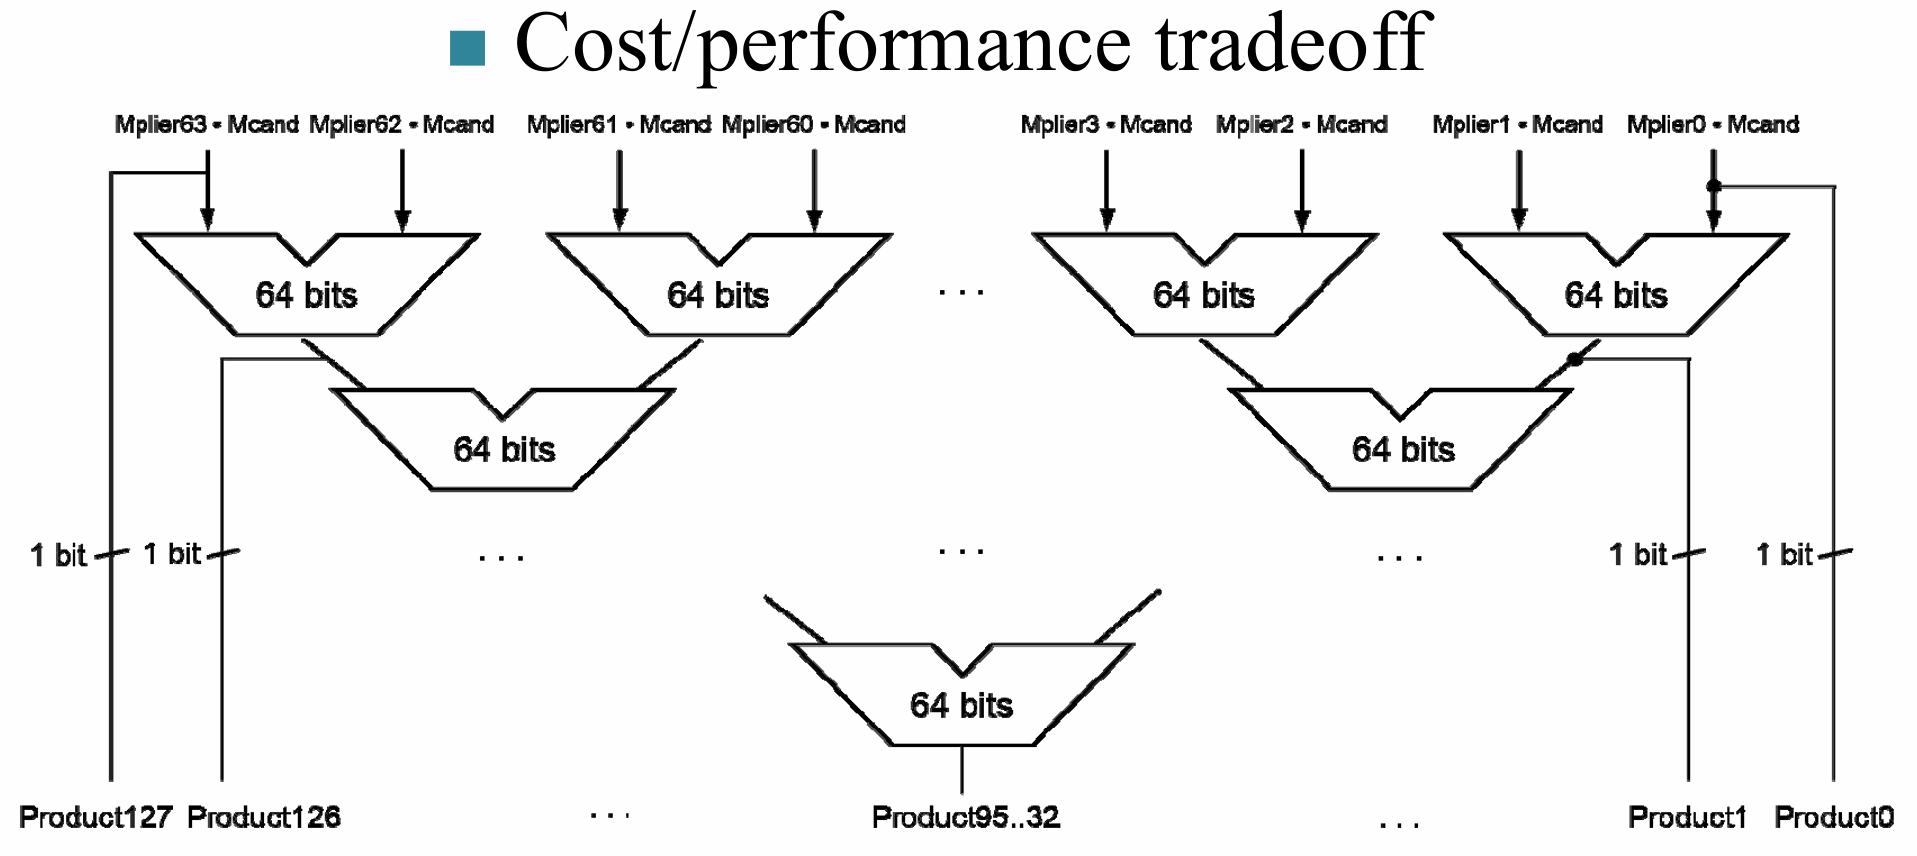 Cost/performance tradeoff
Mplier63 • Mcand Mplier62 • Mcand Mplier61 • Mcand Mplier60 • Mcand Mplier3 • Mcand Mplier2 • Mcand Mplier1 • Mcand Mplier0 • Mcand
64 bits 64 bits . . . 64 bits 64 bits
64 bits 64 bits
1 bit 1 bit . . . . . . . . . 1 bit 1 bit
64 bits
Product127 Product126 . . . Product95..32 . . . Product1 Product0